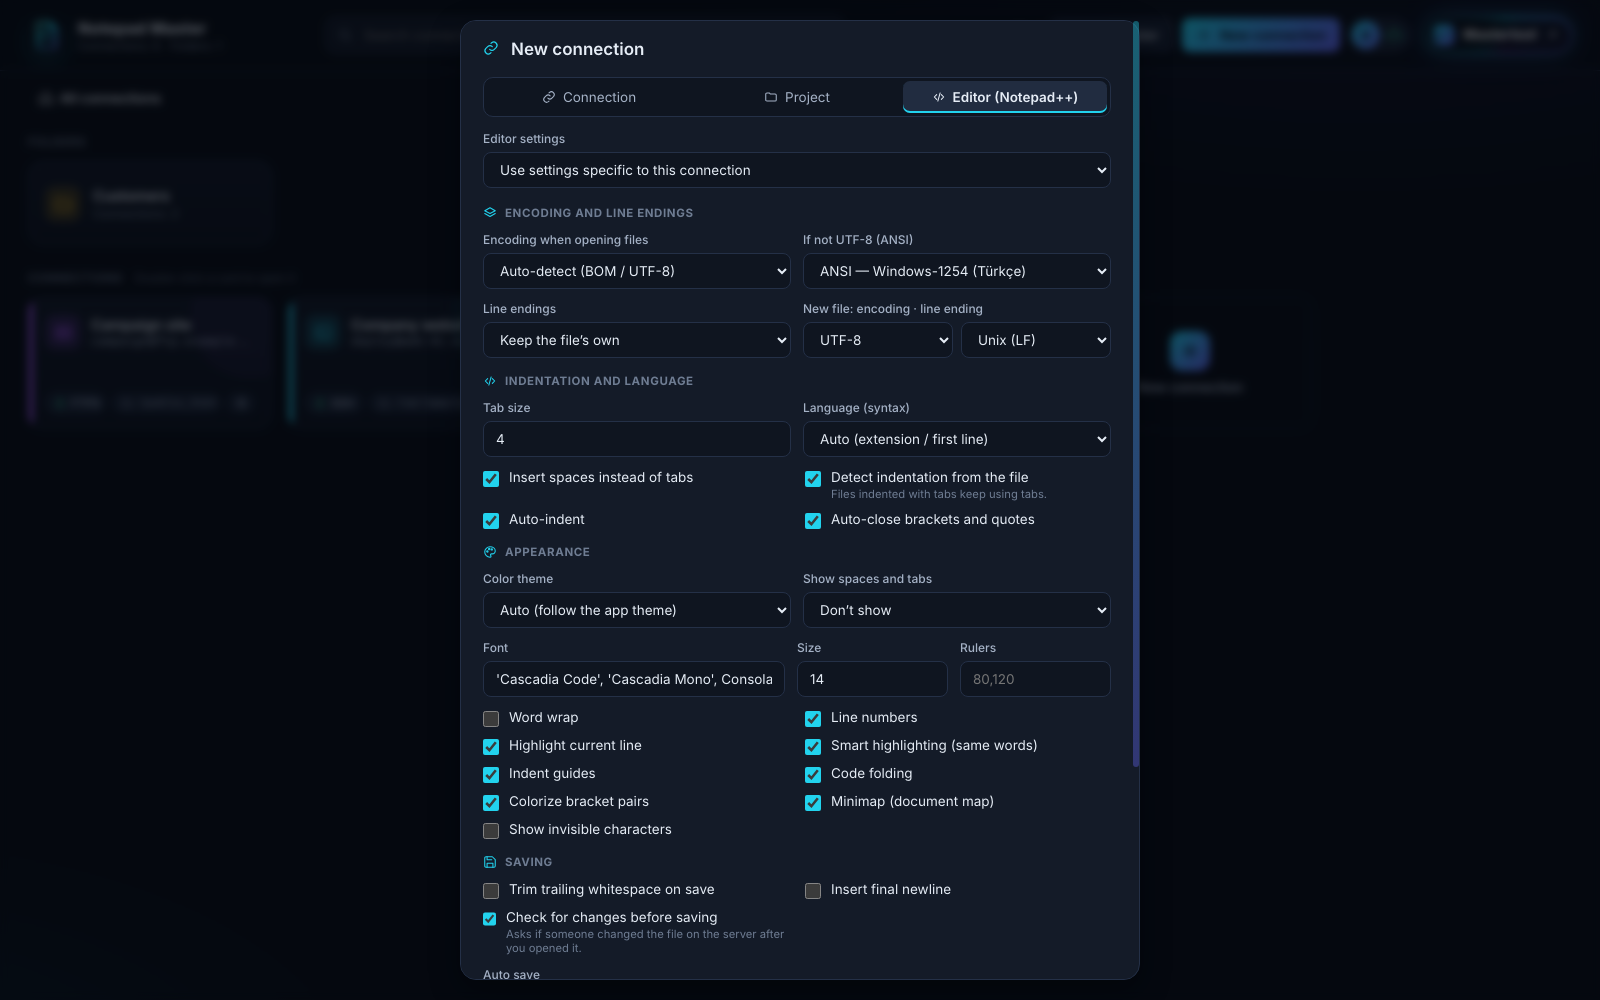 Notepad Master
All connections
Customers
New connection
Connection
Project
Editor (Notepad++)
Editor settings
Use settings specific to this connection
ENCODING AND LINE ENDINGS
Encoding when opening files
If not UTF-8 (ANSI)
Auto-detect (BOM / UTF-8)
ANSI — Windows-1254 (Türkçe)
Line endings
New file: encoding · line ending
Keep the file’s own
UTF-8
Unix (LF)
INDENTATION AND LANGUAGE
Tab size
Language (syntax)
4
Auto (extension / first line)
Insert spaces instead of tabs
Detect indentation from the file
Files indented with tabs keep using tabs.
Auto-indent
Auto-close brackets and quotes
APPEARANCE
Color theme
Show spaces and tabs
Auto (follow the app theme)
Don’t show
Font
Size
Rulers
'Cascadia Code', 'Cascadia Mono', Consola
14
80,120
Word wrap
Line numbers
Highlight current line
Smart highlighting (same words)
Indent guides
Code folding
Colorize bracket pairs
Minimap (document map)
Show invisible characters
SAVING
Trim trailing whitespace on save
Insert final newline
Check for changes before saving
Asks if someone changed the file on the server after
you opened it.
Auto save